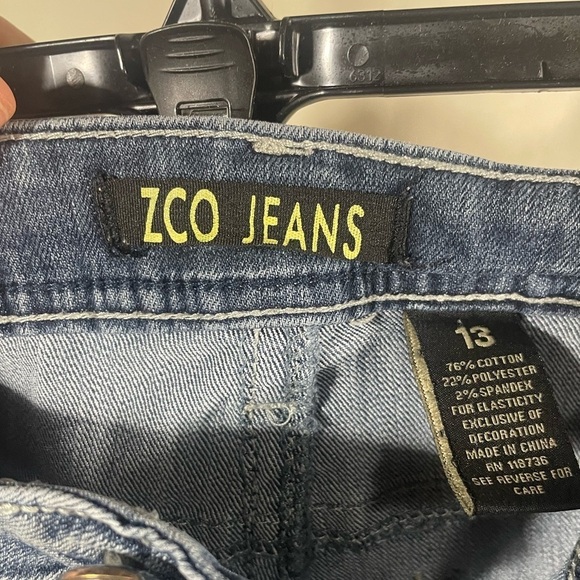 6312
ZCO JEANS
13
76% COTTON
22% POLYESTER
2% SPANDEX
FOR ELASTICITY
EXCLUSIVE OF
DECORATION
MADE IN CHINA
RN 118736
SEE REVERSE FOR
CARE